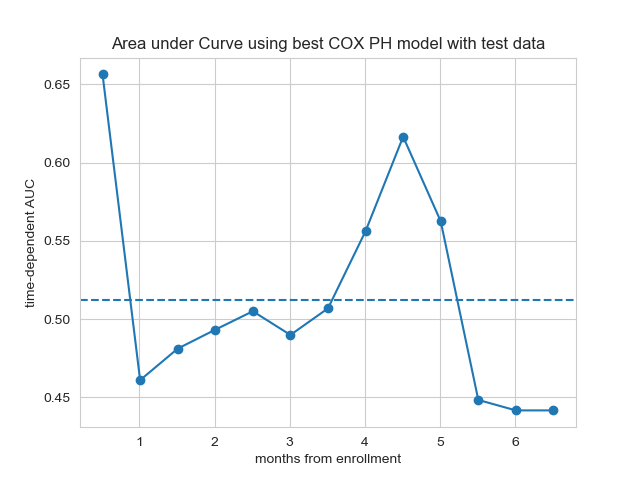 Area under Curve using best COX PH model with test data
time-dependent AUC
0.65
0.60
0.55
0.50
0.45
1 2 3 4 5 6
months from enrollment